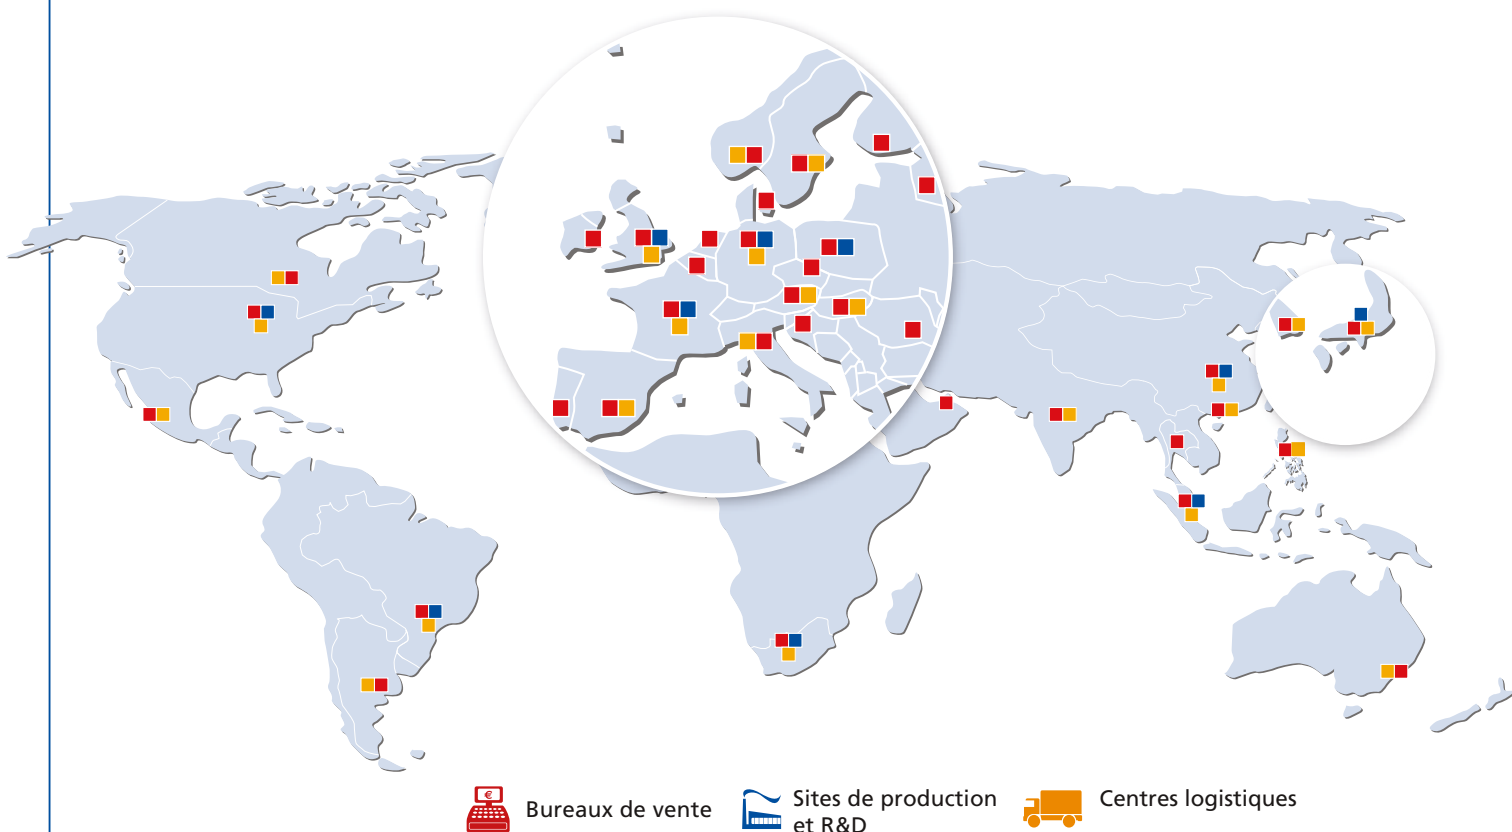 €
Bureaux de vente
Sites de production
et R&D
Centres logistiques